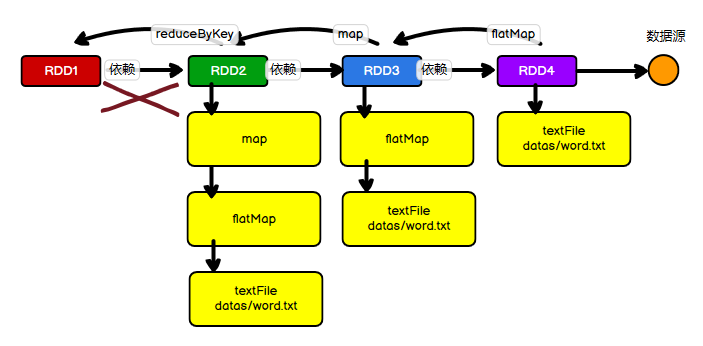 reduceByKey
map
flatMap
数据源
RDD1
依赖
RDD2
依赖
RDD3
依赖
RDD4
map
flatMap
textFile
datas/word.txt
flatMap
textFile
datas/word.txt
textFile
datas/word.txt